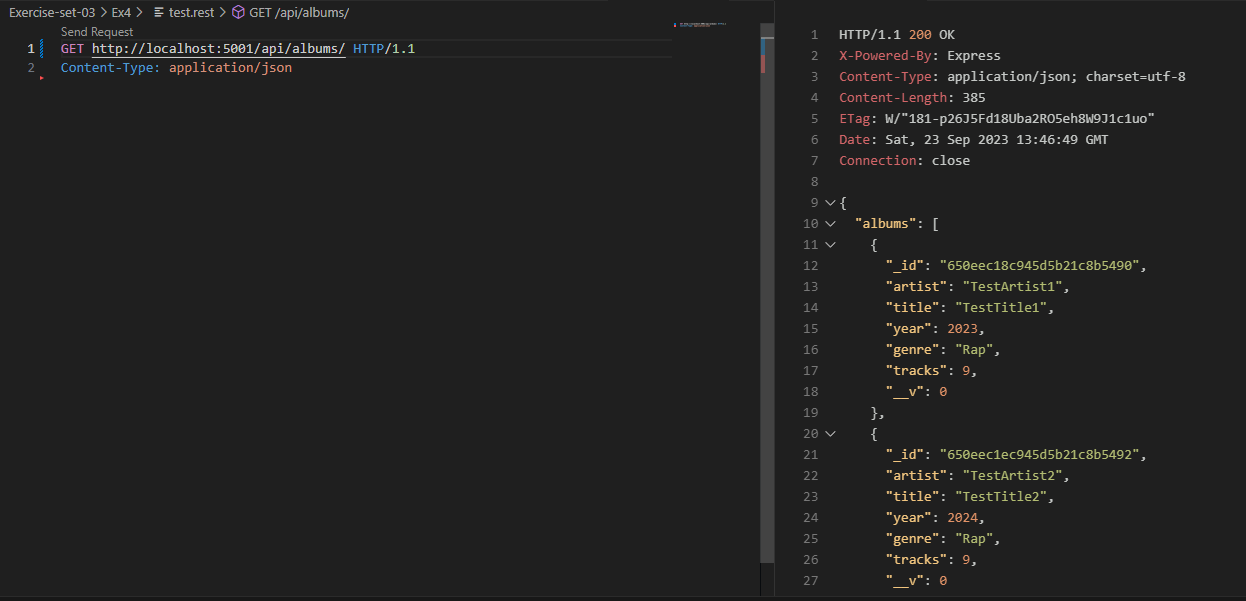 Exercise-set-03 > Ex4 > test.rest > GET /api/albums/
Send Request
1 GET http://localhost:5001/api/albums/ HTTP/1.1
2 Content-Type: application/json
1 HTTP/1.1 200 OK
2 X-Powered-By: Express
3 Content-Type: application/json; charset=utf-8
4 Content-Length: 385
5 ETag: W/"181-p26J5Fd18Uba2RO5eh8W9J1c1uo"
6 Date: Sat, 23 Sep 2023 13:46:49 GMT
7 Connection: close
8
9 {
10 "albums": [
11 {
12 "_id": "650eec18c945d5b21c8b5490",
13 "artist": "TestArtist1",
14 "title": "TestTitle1",
15 "year": 2023,
16 "genre": "Rap",
17 "tracks": 9,
18 "__v": 0
19 },
20 {
21 "_id": "650eec1ec945d5b21c8b5492",
22 "artist": "TestArtist2",
23 "title": "TestTitle2",
24 "year": 2024,
25 "genre": "Rap",
26 "tracks": 9,
27 "__v": 0